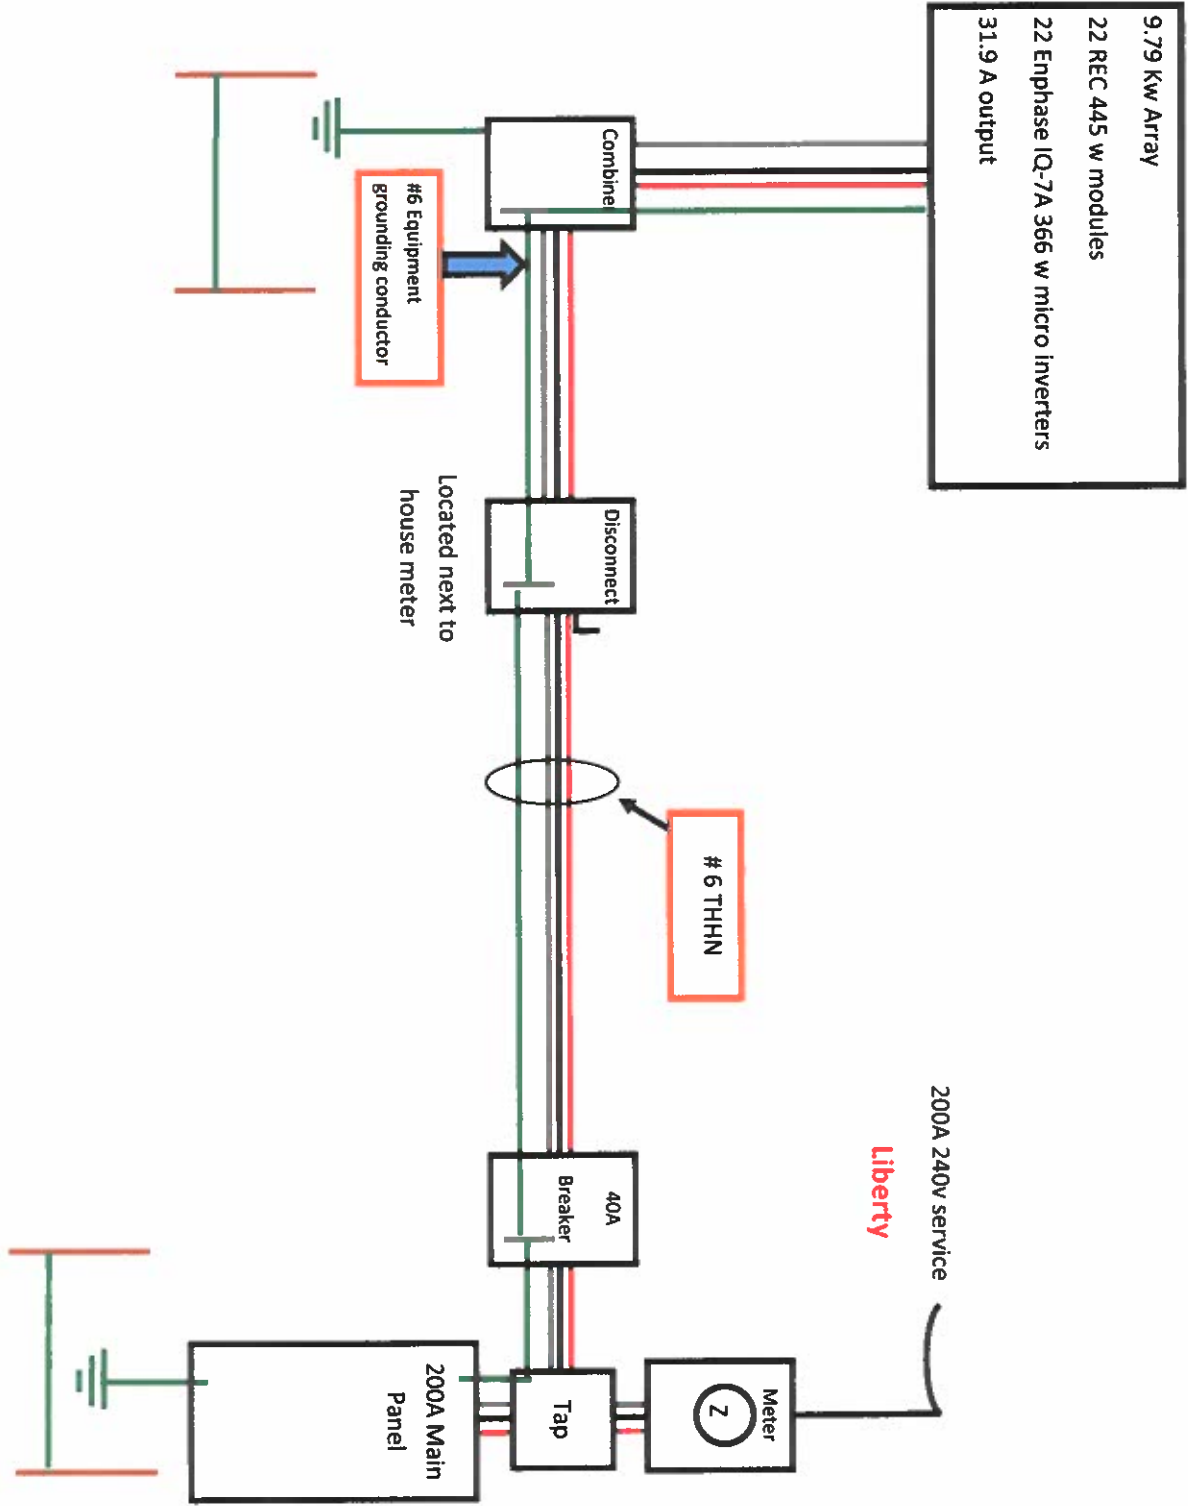 9.79 Kw Array
22 REC 445 w modules
22 Enphase IQ-7A 366 w micro inverters
31.9 A output
Combiner
#6 Equipment
grounding conductor
Disconnect
Located next to
house meter
# 6 THHN
40A
Breaker
200A 240v service
Liberty
Meter
Z
Tap
200A Main
Panel